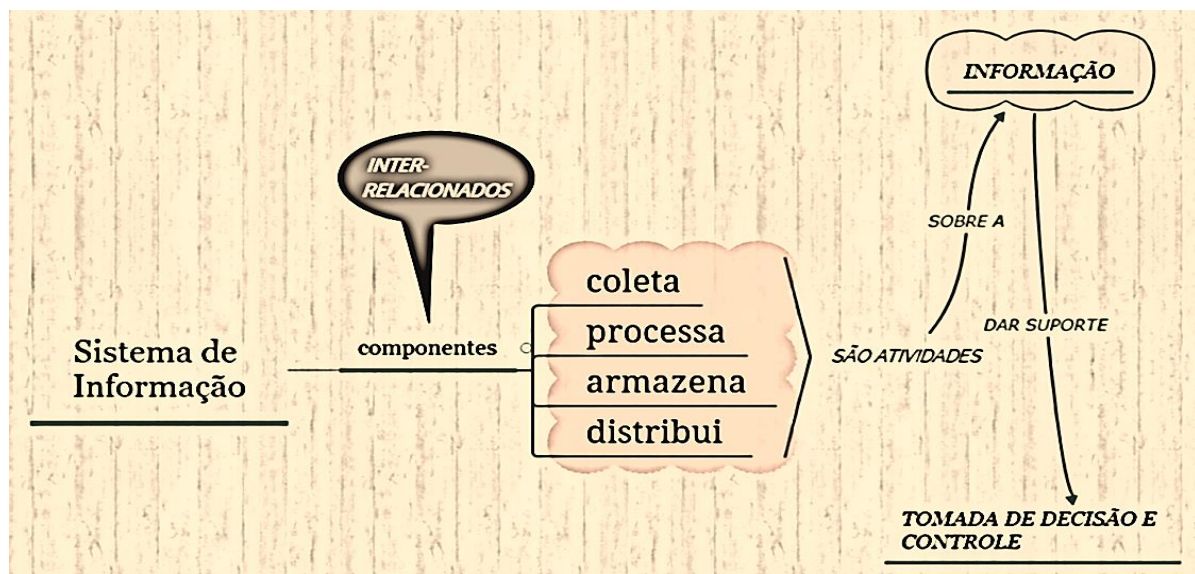 INFORMAÇÃO
INTER-
RELACIONADOS
SOBRE A
coleta
processa
armazena
distribui
DAR SUPORTE
componentes
SÃO ATIVIDADES
Sistema de
Informação
TOMADA DE DECISÃO E
CONTROLE